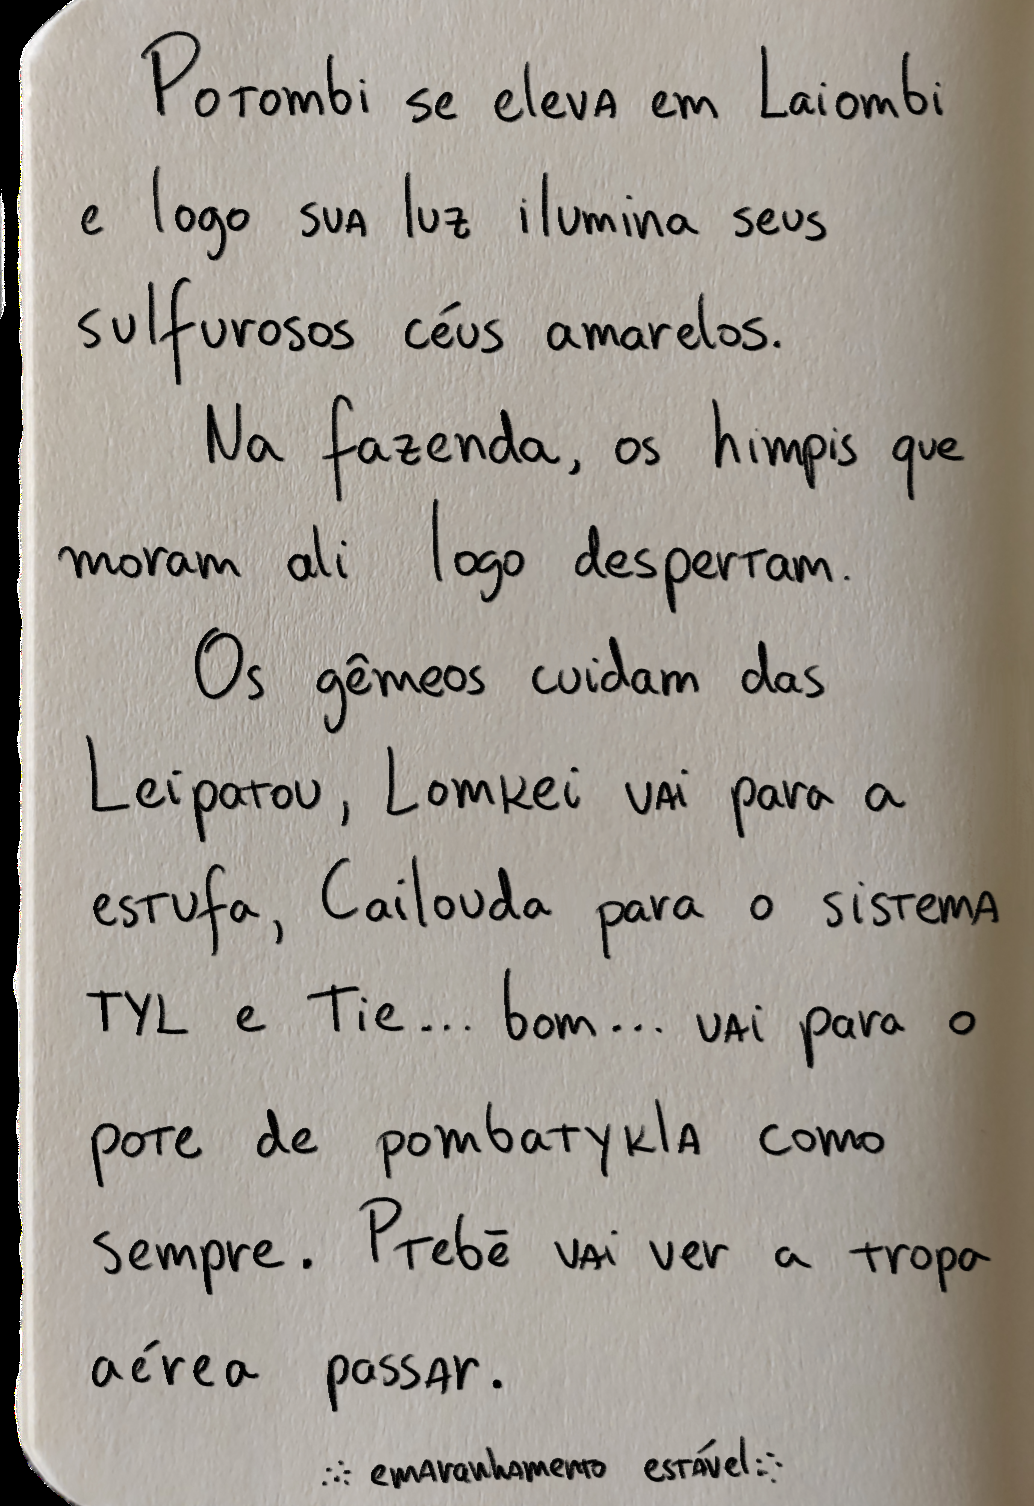 Potombi se eleva em Laiombi
e logo sua luz ilumina seus
sulfurosos céus amarelos.
Na fazenda, os himpis que
moram ali logo despertam.
Os gêmeos cuidam das
Leipatou, Lomkei vai para a
estufa, Cailouda para o sistema
TYL e Tie... bom... vai para o
pote de pombatykla como
sempre. Ptebē vai ver a tropa
aérea passar.
emaranhamento estável